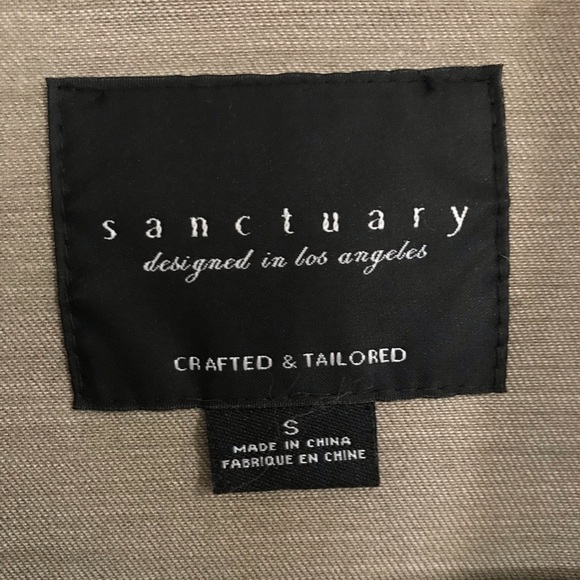 sanctuary
designed in los angeles
CRAFTED & TAILORED
S
MADE IN CHINA
FABRIQUE EN CHINE